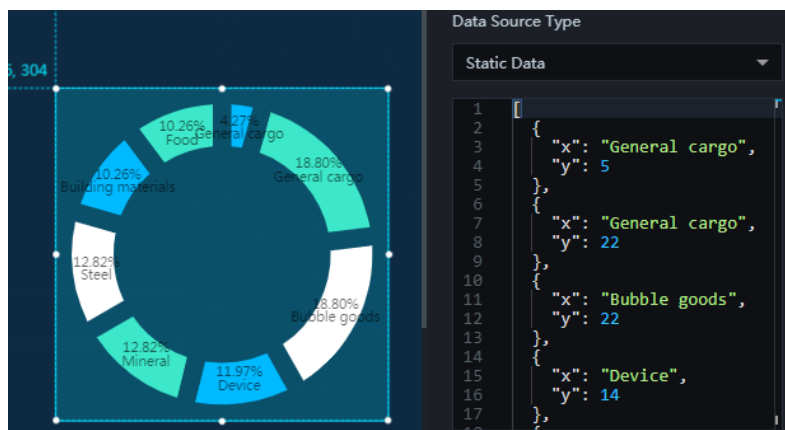 Data Source Type
Static Data
, 304
4.27%
General cargo
18.80%
General cargo
18.80%
Bubble goods
11.97%
Device
12.82%
Mineral
12.82%
Steel
10.26%
Building materials
10.26%
Food
1 [
2 {
3 "x": "General cargo",
4 "y": 5
5 },
6 {
7 "x": "General cargo",
8 "y": 22
9 },
10 {
11 "x": "Bubble goods",
12 "y": 22
13 },
14 {
15 "x": "Device",
16 "y": 14
17 },